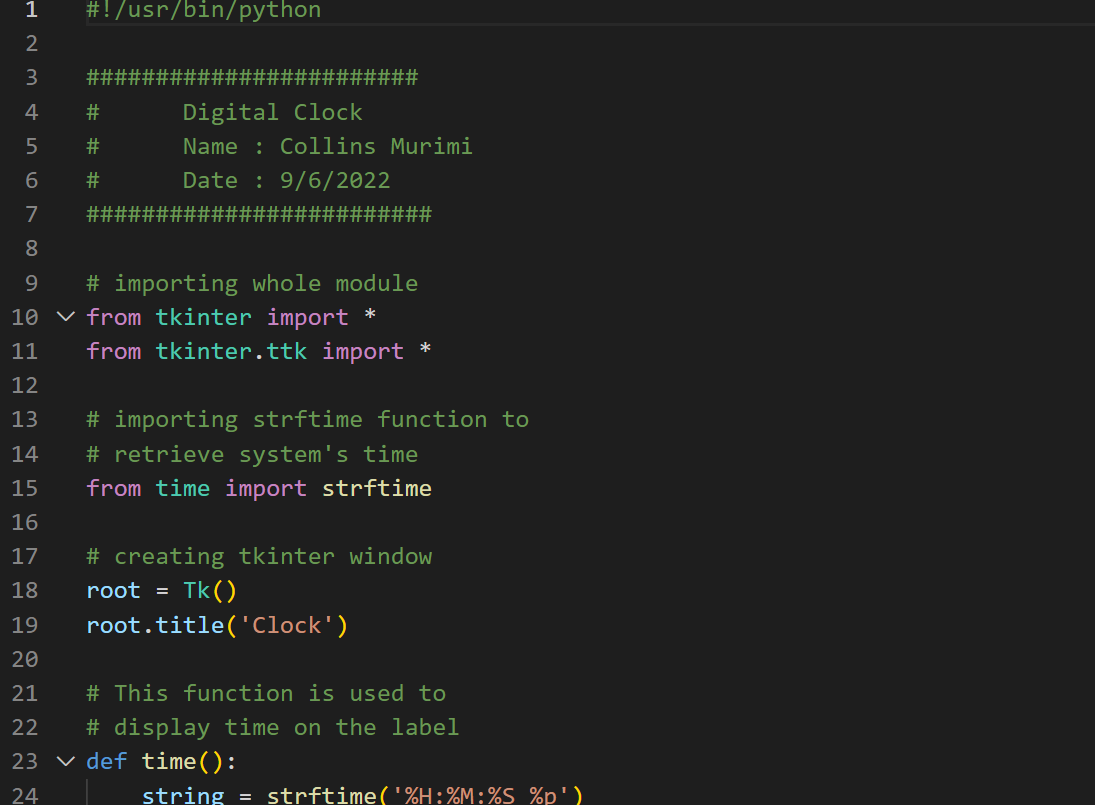 1 #!/usr/bin/python
2
3 ########################
4 #      Digital Clock
5 #      Name : Collins Murimi
6 #      Date : 9/6/2022
7 #########################
8
9 # importing whole module
10 from tkinter import *
11 from tkinter.ttk import *
12
13 # importing strftime function to
14 # retrieve system's time
15 from time import strftime
16
17 # creating tkinter window
18 root = Tk()
19 root.title('Clock')
20
21 # This function is used to
22 # display time on the label
23 def time():
24     string = strftime('%H:%M:%S %p')